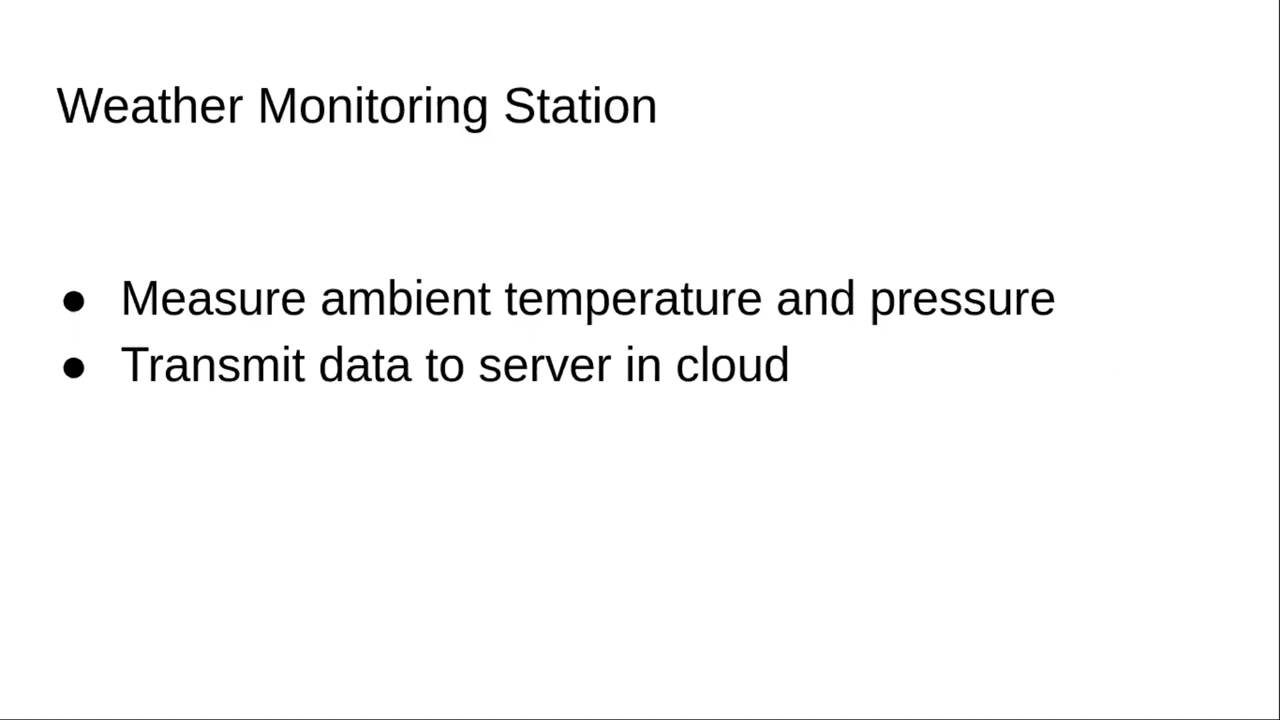 Weather Monitoring Station
● Measure ambient temperature and pressure
● Transmit data to server in cloud